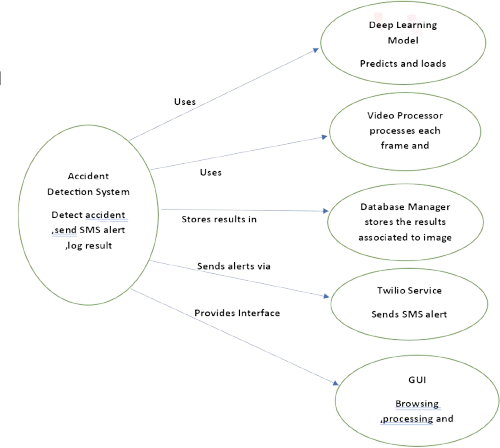 Deep Learning
Model
Predicts and loads
Uses
Video Processor
processes each
frame and
Uses
Accident
Detection System
Detect accident
,send SMS alert
,log result
Database Manager
stores the results
associated to image
Stores results in
Sends alerts via
Twilio Service
Sends SMS alert
Provides Interface
GUI
Browsing
,processing and